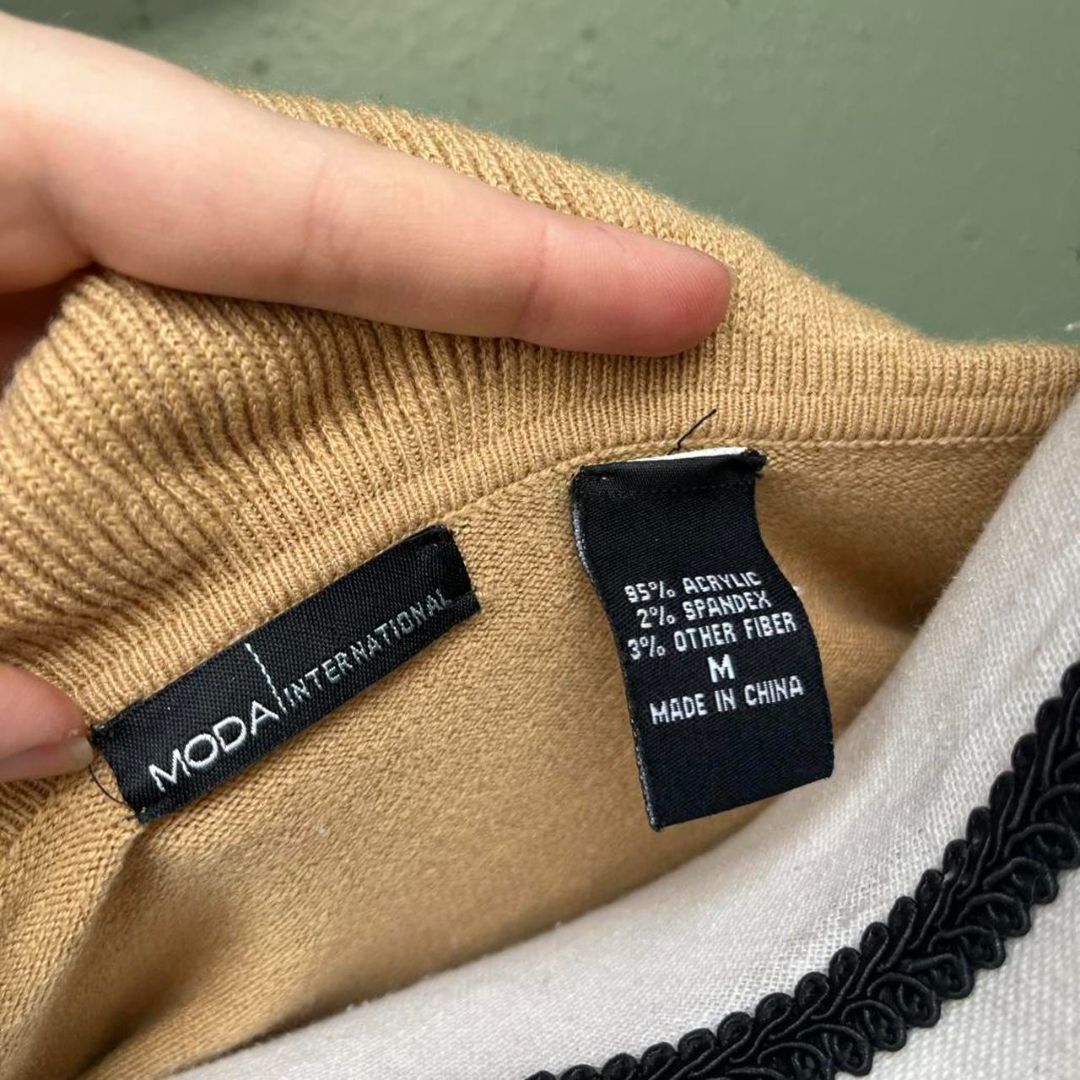 MODA INTERNATIONAL
95% ACRYLIC
2% SPANDEX
3% OTHER FIBER
M
MADE IN CHINA